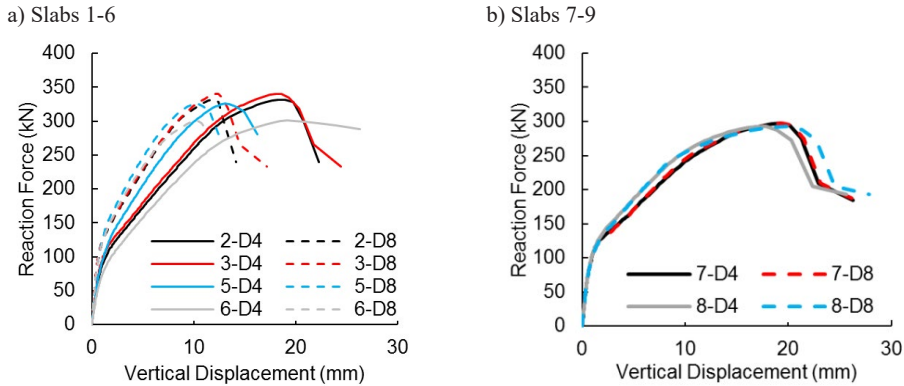 a) Slabs 1-6
400
350
300
250
200
150
100
50
0
0 10 20 30
Reaction Force (kN)
Vertical Displacement (mm)
2-D4 2-D8
3-D4 3-D8
5-D4 5-D8
6-D4 6-D8
b) Slabs 7-9
400
350
300
250
200
150
100
50
0
0 10 20 30
Reaction Force (kN)
Vertical Displacement (mm)
7-D4 7-D8
8-D4 8-D8